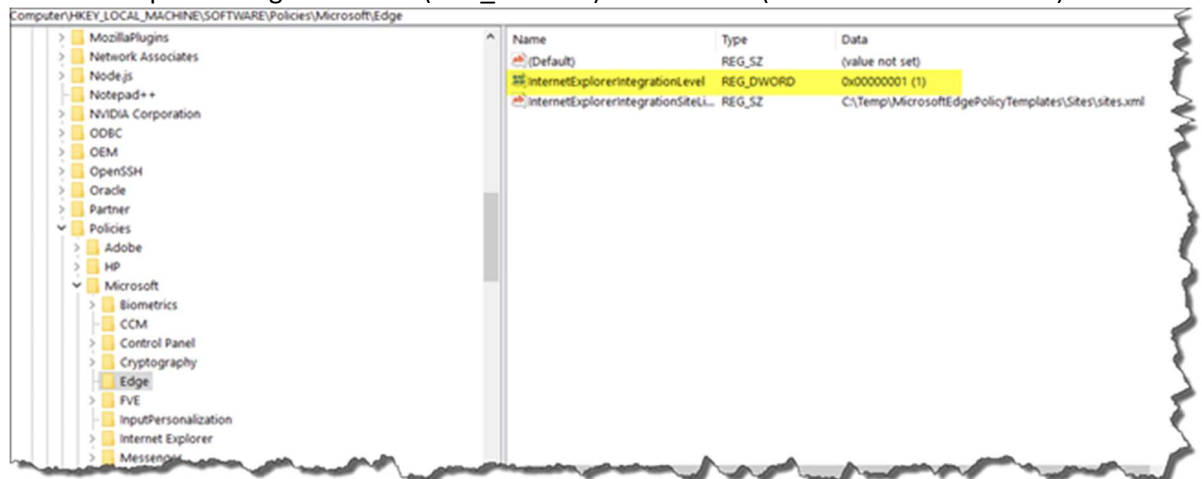 Computer\HKEY_LOCAL_MACHINE\SOFTWARE\Policies\Microsoft\Edge
MozillaPlugins
Network Associates
Node.js
Notepad++
NVIDIA Corporation
ODBC
OEM
OpenSSH
Oracle
Partner
Policies
Adobe
HP
Microsoft
Biometrics
CCM
Control Panel
Cryptography
Edge
FVE
InputPersonalization
Internet Explorer
Messenger
Name Type Data
(Default) REG_SZ (value not set)
InternetExplorerIntegrationLevel REG_DWORD 0x00000001 (1)
InternetExplorerIntegrationSiteLi... REG_SZ C:\Temp\MicrosoftEdgePolicyTemplates\Sites\sites.xml